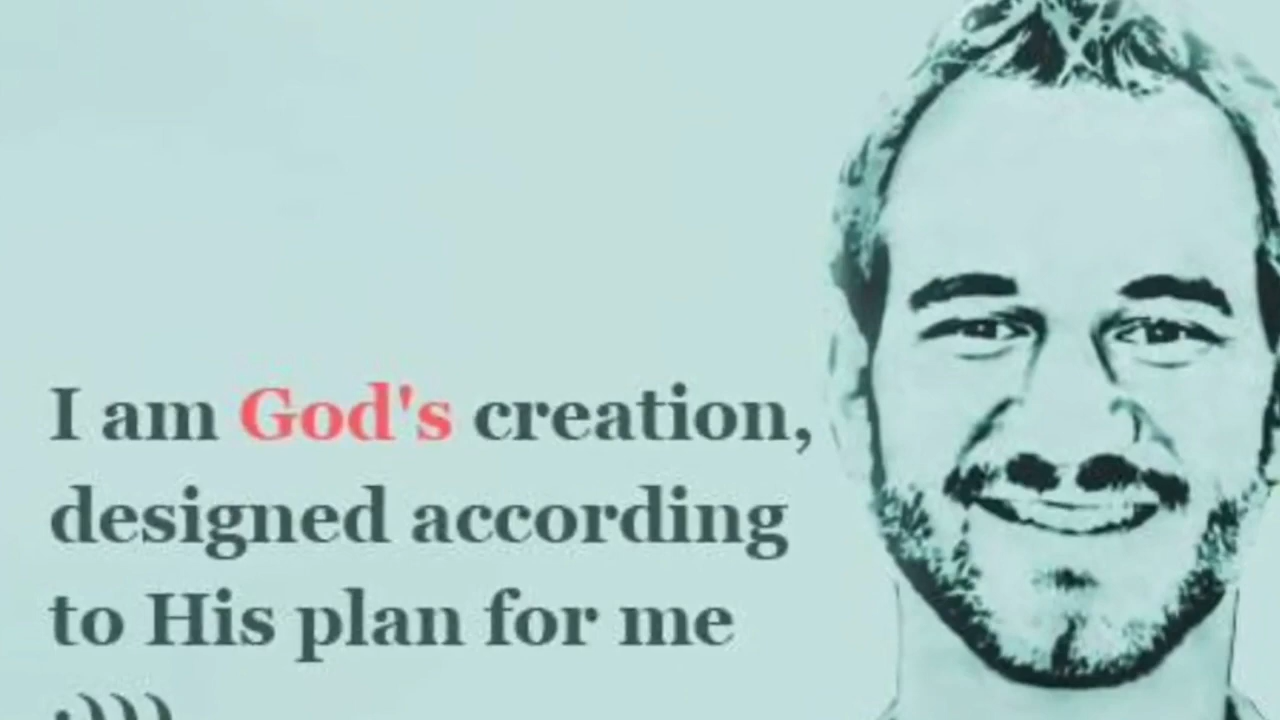 I am God's creation,
designed according
to His plan for me
:)))